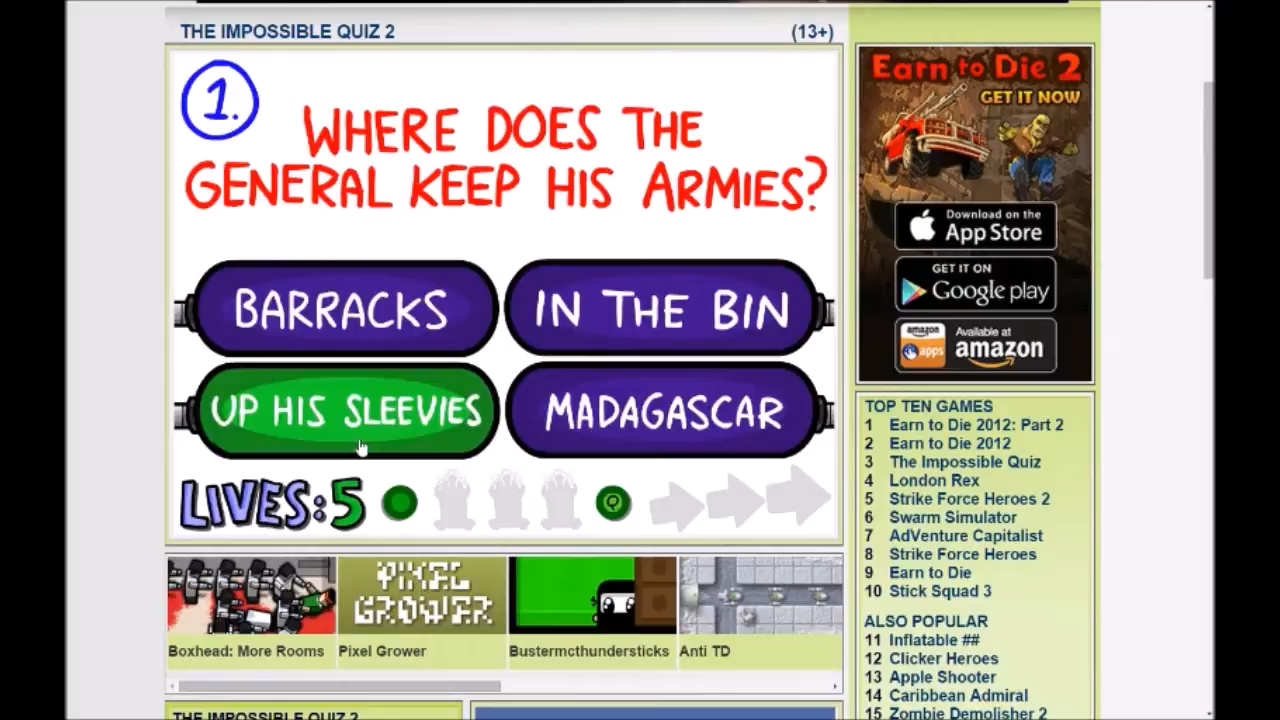 THE IMPOSSIBLE QUIZ 2
(13+)
1.
WHERE DOES THE
GENERAL KEEP HIS ARMIES?
BARRACKS
IN THE BIN
UP HIS SLEEVIES
MADAGASCAR
LIVES:5
Q
PIXEL
GROWER
Boxhead: More Rooms
Pixel Grower
Bustermcthundersticks
Anti TD
THE IMPOSSIBLE QUIZ 2
Earn to Die 2
GET IT NOW
Download on the
App Store
GET IT ON
Google play
amazon
apps
Available at
amazon
TOP TEN GAMES
1 Earn to Die 2012: Part 2
2 Earn to Die 2012
3 The Impossible Quiz
4 London Rex
5 Strike Force Heroes 2
6 Swarm Simulator
7 AdVenture Capitalist
8 Strike Force Heroes
9 Earn to Die
10 Stick Squad 3
ALSO POPULAR
11 Inflatable ##
12 Clicker Heroes
13 Apple Shooter
14 Caribbean Admiral
15 Zombie Demolisher 2